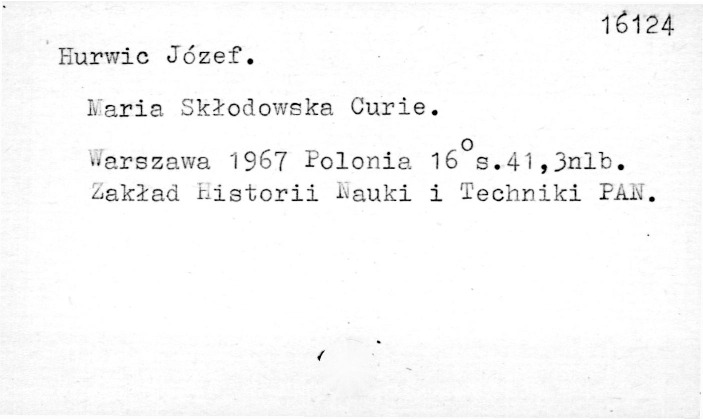 16124
Hurwic Józef.
Maria Skłodowska Curie.
Warszawa 1967 Polonia 16° s.41,3nlb.
Zakład Historii Nauki i Techniki PAN.